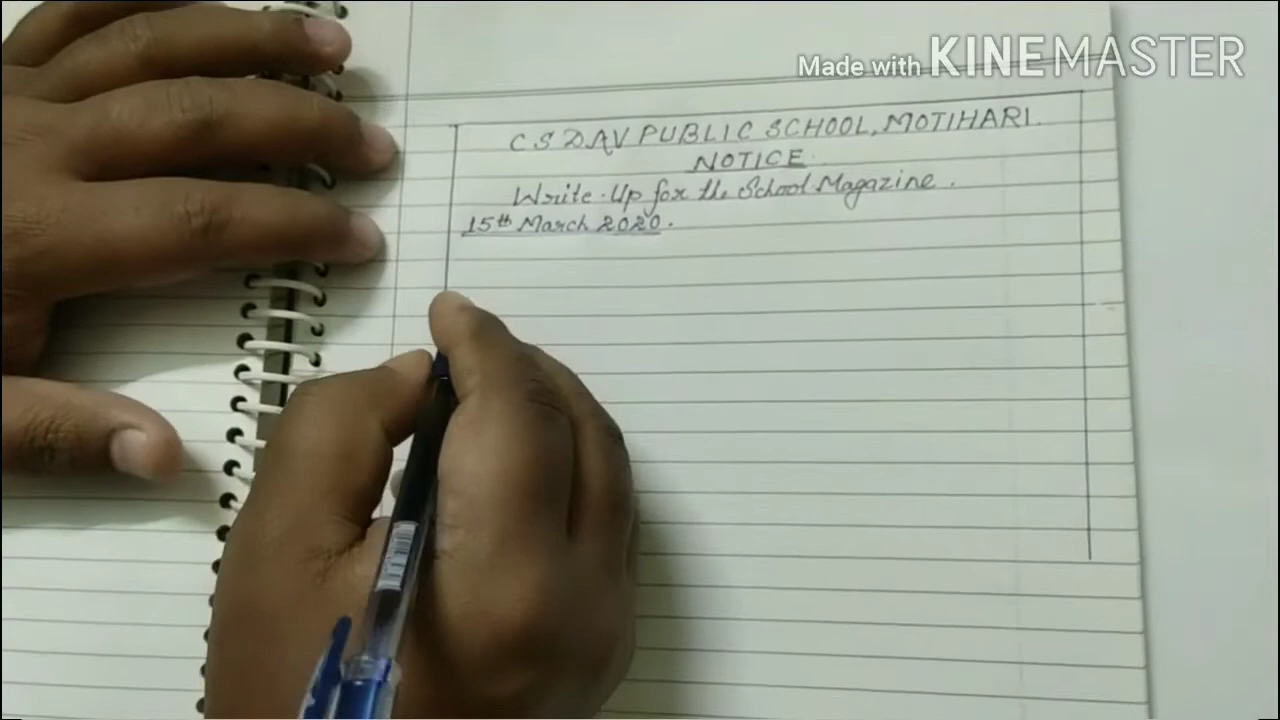 Made with KINEMASTER
C S DAV PUBLIC SCHOOL, MOTIHARI.
NOTICE.
Write-Up for the School Magazine.
15th March 2020.